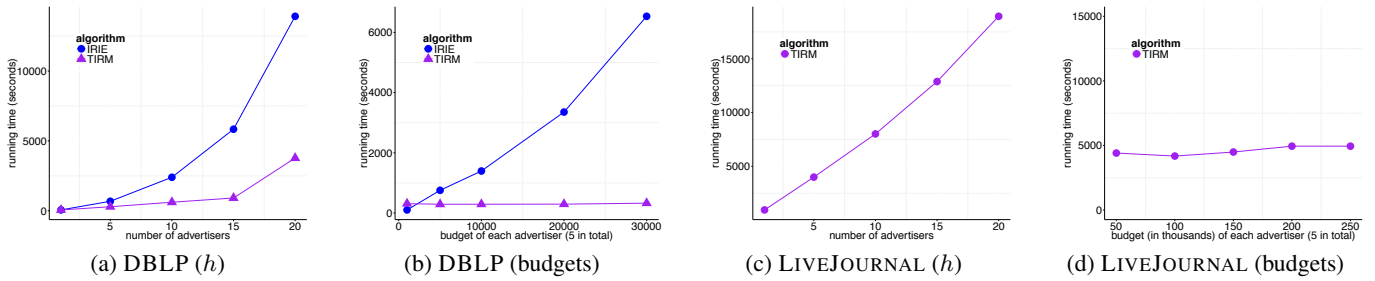 running time (seconds)
10000
5000
0
algorithm
IRIE
TIRM
5
10
15
20
number of advertisers
(a) DBLP (h)
running time (seconds)
6000
4000
2000
0
algorithm
IRIE
TIRM
0
10000
20000
30000
budget of each advertiser (5 in total)
(b) DBLP (budgets)
running time (seconds)
15000
10000
5000
algorithm
TIRM
5
10
15
20
number of advertisers
(c) LIVEJOURNAL (h)
running time (seconds)
15000
10000
5000
0
algorithm
TIRM
50
100
150
200
250
budget (in thousands) of each advertiser (5 in total)
(d) LIVEJOURNAL (budgets)